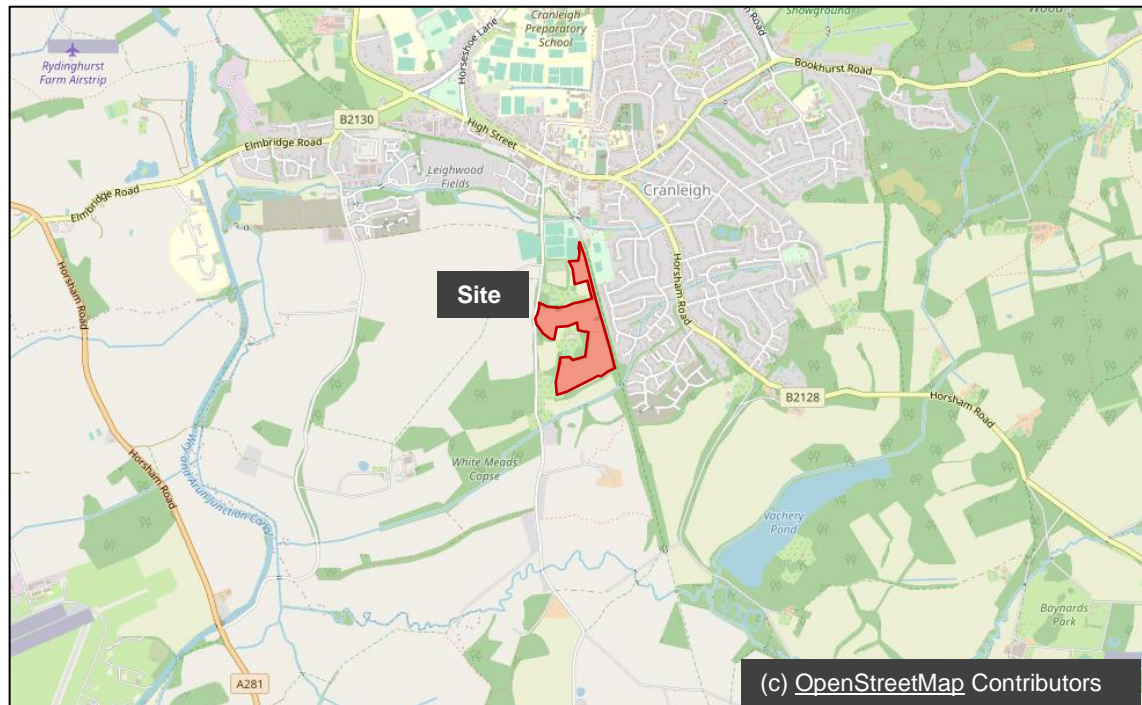 Cranleigh
Preparatory
School
Showground
Wood
Road
Rydinghurst
Farm Airstrip
Horseshoe Lane
Bookhurst Road
B2130
High Street
Elmbridge Road
Leighwood
Fields
Cranleigh
Elmbridge Road
Horsham Road
Site
Horsham Road
B2128
Horsham Road
Wey and Arun Junction Canal
Horsham Road
White Meads
Copse
Vachery
Pond
Baynards
Park
A281
(c) OpenStreetMap Contributors